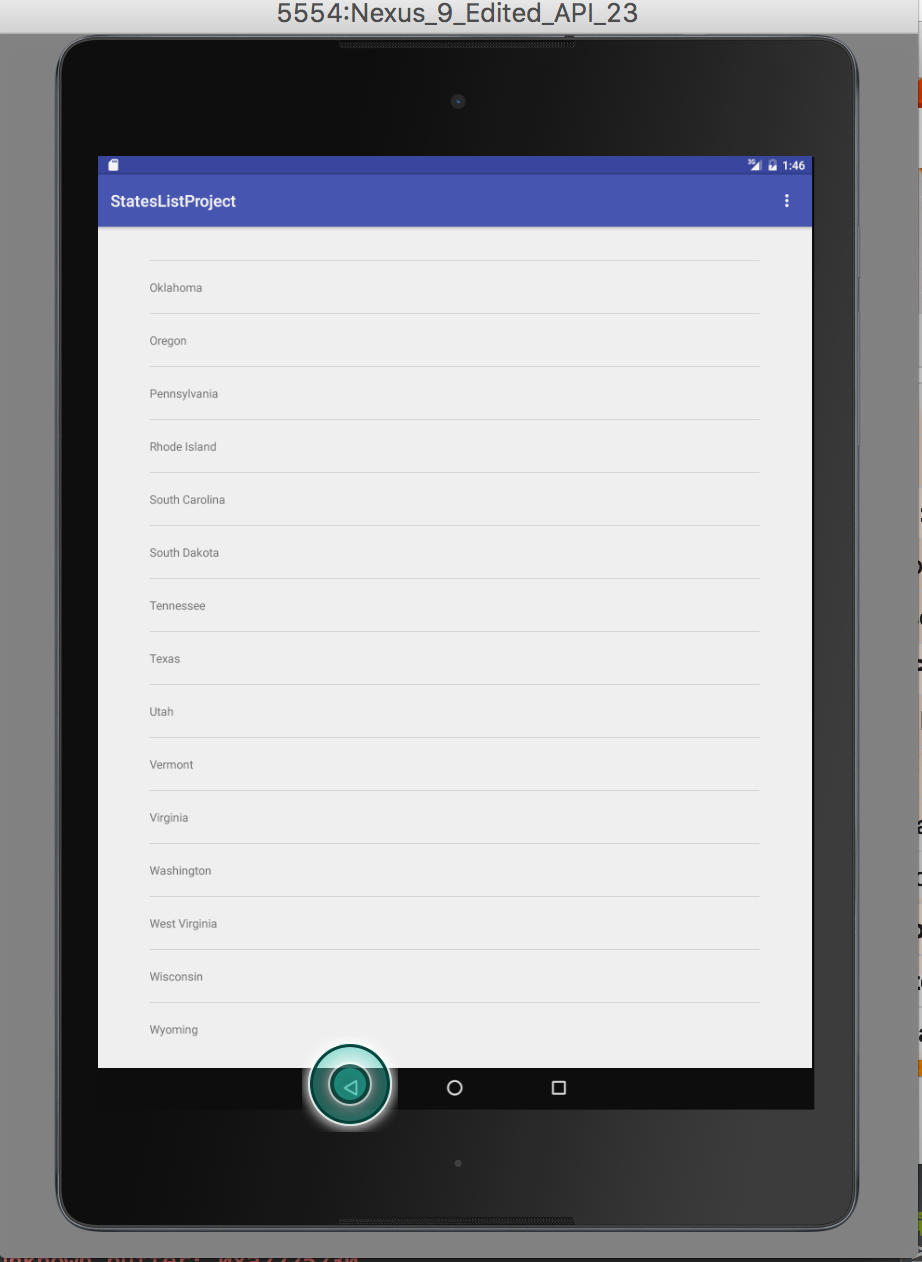 5554:Nexus_9_Edited_API_23
3G 1:46
StatesListProject
Oklahoma
Oregon
Pennsylvania
Rhode Island
South Carolina
South Dakota
Tennessee
Texas
Utah
Vermont
Virginia
Washington
West Virginia
Wisconsin
Wyoming